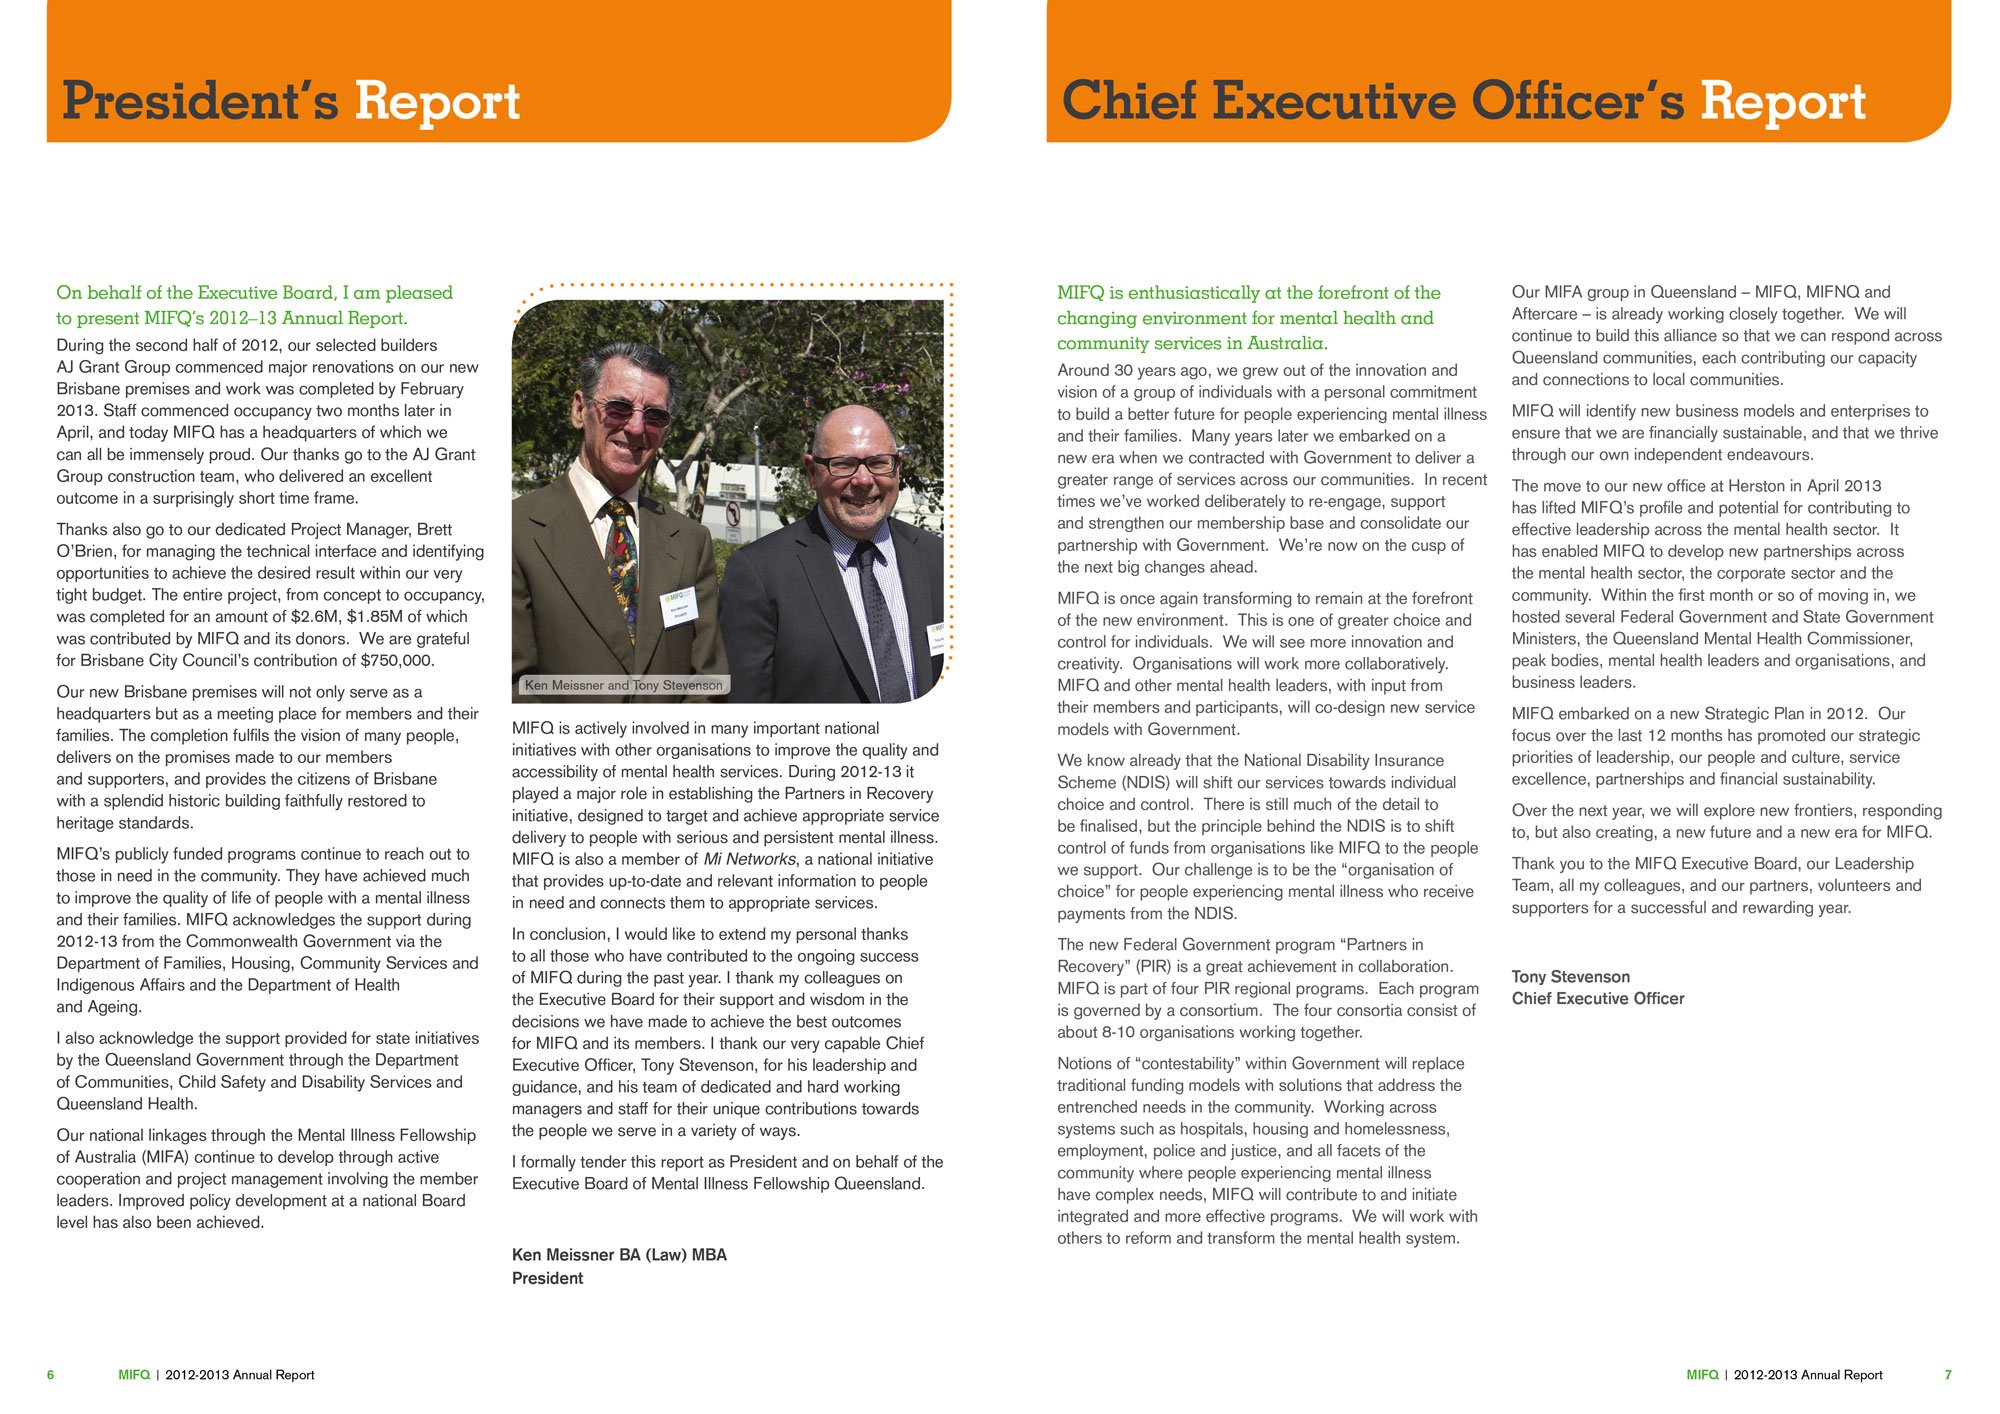 President's Report
On behalf of the Executive Board, I am pleased
to present MIFQ's 2012–13 Annual Report.
During the second half of 2012, our selected builders
AJ Grant Group commenced major renovations on our new
Brisbane premises and work was completed by February
2013. Staff commenced occupancy two months later in
April, and today MIFQ has a headquarters of which we
can all be immensely proud. Our thanks go to the AJ Grant
Group construction team, who delivered an excellent
outcome in a surprisingly short time frame.
Thanks also go to our dedicated Project Manager, Brett
O'Brien, for managing the technical interface and identifying
opportunities to achieve the desired result within our very
tight budget. The entire project, from concept to occupancy,
was completed for an amount of $2.6M, $1.85M of which
was contributed by MIFQ and its donors.  We are grateful
for Brisbane City Council's contribution of $750,000.
Our new Brisbane premises will not only serve as a
headquarters but as a meeting place for members and their
families. The completion fulfils the vision of many people,
delivers on the promises made to our members
and supporters, and provides the citizens of Brisbane
with a splendid historic building faithfully restored to
heritage standards.
MIFQ's publicly funded programs continue to reach out to
those in need in the community. They have achieved much
to improve the quality of life of people with a mental illness
and their families. MIFQ acknowledges the support during
2012-13 from the Commonwealth Government via the
Department of Families, Housing, Community Services and
Indigenous Affairs and the Department of Health
and Ageing.
I also acknowledge the support provided for state initiatives
by the Queensland Government through the Department
of Communities, Child Safety and Disability Services and
Queensland Health.
Our national linkages through the Mental Illness Fellowship
of Australia (MIFA) continue to develop through active
cooperation and project management involving the member
leaders. Improved policy development at a national Board
level has also been achieved.
MIFQ
Ken Meissner
President
Ken Meissner and Tony Stevenson
MIFQ is actively involved in many important national
initiatives with other organisations to improve the quality and
accessibility of mental health services. During 2012-13 it
played a major role in establishing the Partners in Recovery
initiative, designed to target and achieve appropriate service
delivery to people with serious and persistent mental illness.
MIFQ is also a member of Mi Networks, a national initiative
that provides up-to-date and relevant information to people
in need and connects them to appropriate services.
In conclusion, I would like to extend my personal thanks
to all those who have contributed to the ongoing success
of MIFQ during the past year. I thank my colleagues on
the Executive Board for their support and wisdom in the
decisions we have made to achieve the best outcomes
for MIFQ and its members. I thank our very capable Chief
Executive Officer, Tony Stevenson, for his leadership and
guidance, and his team of dedicated and hard working
managers and staff for their unique contributions towards
the people we serve in a variety of ways.
I formally tender this report as President and on behalf of the
Executive Board of Mental Illness Fellowship Queensland.
Ken Meissner BA (Law) MBA
President
6 MIFQ | 2012-2013 Annual Report
Chief Executive Officer's Report
MIFQ is enthusiastically at the forefront of the
changing environment for mental health and
community services in Australia.
Around 30 years ago, we grew out of the innovation and
vision of a group of individuals with a personal commitment
to build a better future for people experiencing mental illness
and their families.  Many years later we embarked on a
new era when we contracted with Government to deliver a
greater range of services across our communities.  In recent
times we've worked deliberately to re-engage, support
and strengthen our membership base and consolidate our
partnership with Government.  We're now on the cusp of
the next big changes ahead.
MIFQ is once again transforming to remain at the forefront
of the new environment.  This is one of greater choice and
control for individuals.  We will see more innovation and
creativity.  Organisations will work more collaboratively.
MIFQ and other mental health leaders, with input from
their members and participants, will co-design new service
models with Government.
We know already that the National Disability Insurance
Scheme (NDIS) will shift our services towards individual
choice and control.  There is still much of the detail to
be finalised, but the principle behind the NDIS is to shift
control of funds from organisations like MIFQ to the people
we support.  Our challenge is to be the “organisation of
choice” for people experiencing mental illness who receive
payments from the NDIS.
The new Federal Government program “Partners in
Recovery” (PIR) is a great achievement in collaboration.
MIFQ is part of four PIR regional programs.  Each program
is governed by a consortium.  The four consortia consist of
about 8-10 organisations working together.
Notions of “contestability” within Government will replace
traditional funding models with solutions that address the
entrenched needs in the community.  Working across
systems such as hospitals, housing and homelessness,
employment, police and justice, and all facets of the
community where people experiencing mental illness
have complex needs, MIFQ will contribute to and initiate
integrated and more effective programs.  We will work with
others to reform and transform the mental health system.
Our MIFA group in Queensland – MIFQ, MIFNQ and
Aftercare – is already working closely together.  We will
continue to build this alliance so that we can respond across
Queensland communities, each contributing our capacity
and connections to local communities.
MIFQ will identify new business models and enterprises to
ensure that we are financially sustainable, and that we thrive
through our own independent endeavours.
The move to our new office at Herston in April 2013
has lifted MIFQ's profile and potential for contributing to
effective leadership across the mental health sector.  It
has enabled MIFQ to develop new partnerships across
the mental health sector, the corporate sector and the
community.  Within the first month or so of moving in, we
hosted several Federal Government and State Government
Ministers, the Queensland Mental Health Commissioner,
peak bodies, mental health leaders and organisations, and
business leaders.
MIFQ embarked on a new Strategic Plan in 2012.  Our
focus over the last 12 months has promoted our strategic
priorities of leadership, our people and culture, service
excellence, partnerships and financial sustainability.
Over the next year, we will explore new frontiers, responding
to, but also creating, a new future and a new era for MIFQ.
Thank you to the MIFQ Executive Board, our Leadership
Team, all my colleagues, and our partners, volunteers and
supporters for a successful and rewarding year.
Tony Stevenson
Chief Executive Officer
MIFQ | 2012-2013 Annual Report 7